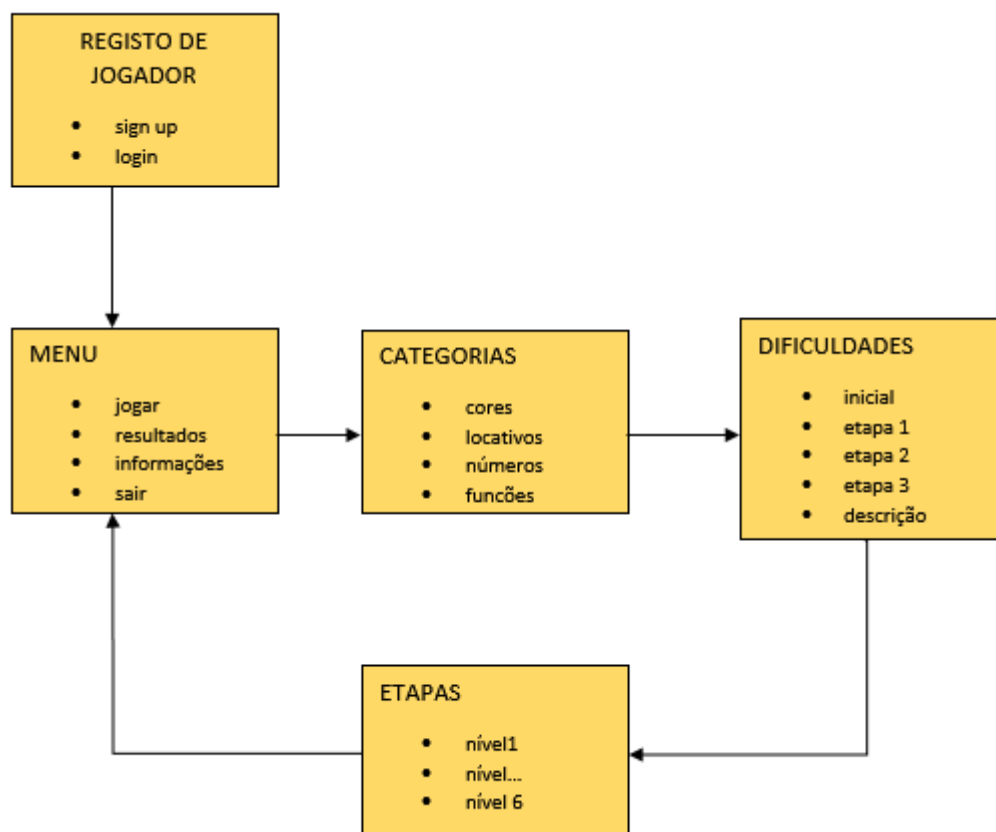 REGISTO DE
JOGADOR
• sign up
• login
MENU
• jogar
• resultados
• informações
• sair
CATEGORIAS
• cores
• locativos
• números
• funcões
DIFICULDADES
• inicial
• etapa 1
• etapa 2
• etapa 3
• descrição
ETAPAS
• nível1
• nível...
• nível 6